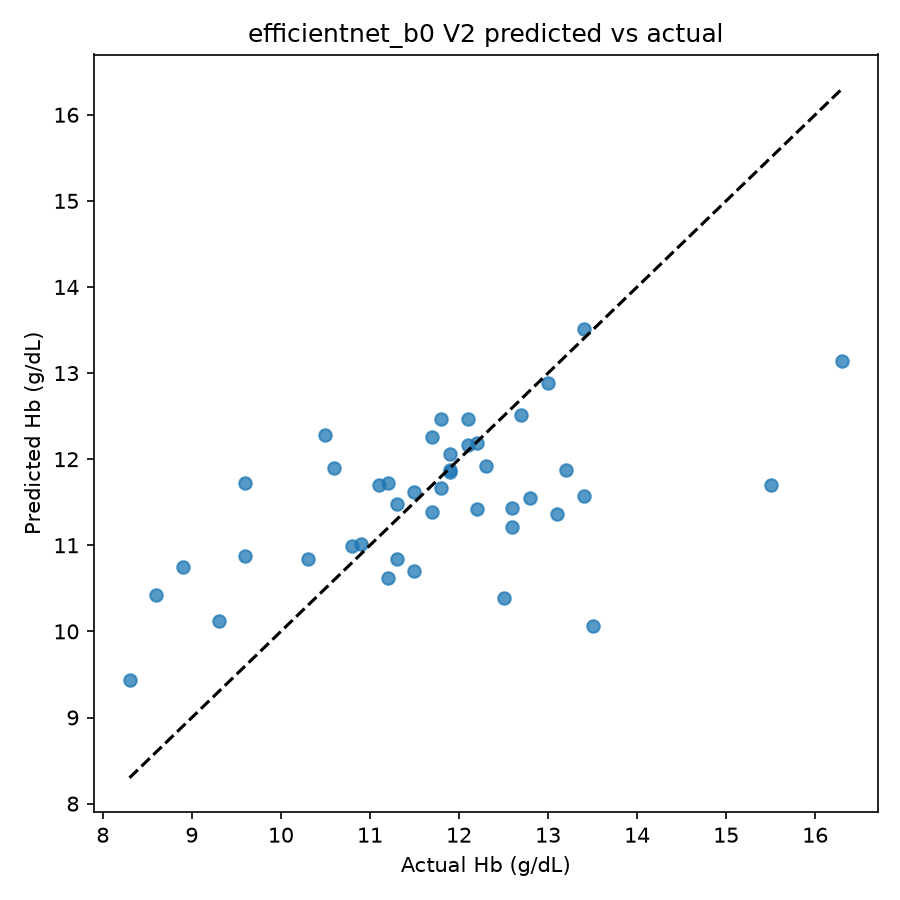 efficientnet_b0 V2 predicted vs actual
Predicted Hb (g/dL)
16
15
14
13
12
11
10
9
8
8 9 10 11 12 13 14 15 16
Actual Hb (g/dL)